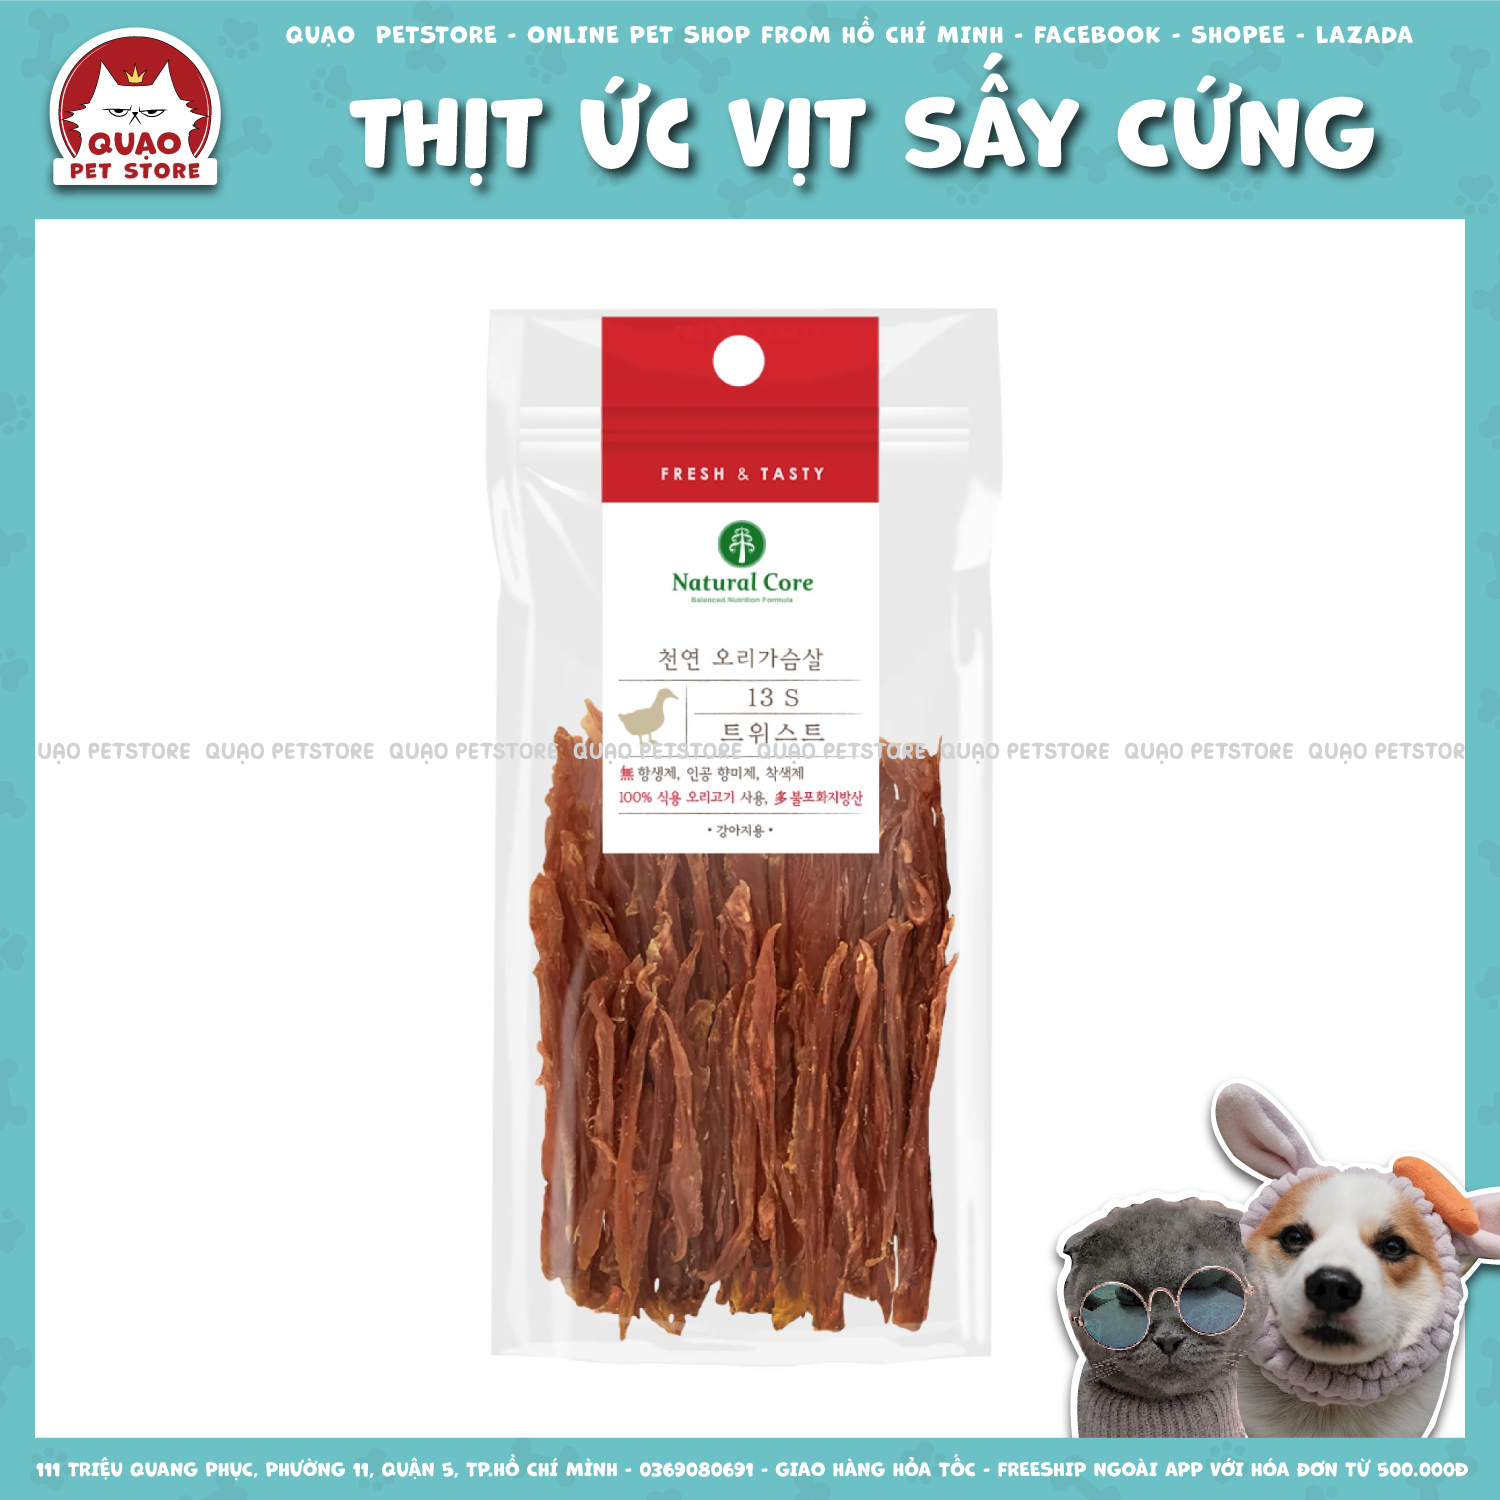 QUẠO PETSTORE - ONLINE PET SHOP FROM HỒ CHÍ MINH - FACEBOOK - SHOPEE - LAZADA
QUẠO
PET STORE
THỊT ỨC VỊT SẤY CỨNG
FRESH & TASTY
Natural Core
Balanced Nutrition Formula
천연 오리가슴살
13 S
트위스트
QUẠO PETSTORE QUẠO PETSTORE QUẠO PETSTORE QUẠO PETSTORE QUẠO PETSTORE QUẠO PETSTORE QUẠO PETSTORE QUẠO PETSTOR
無 항생제, 인공 향미제, 착색제
100% 식용 오리고기 사용, 多 불포화지방산
• 강아지용 •
111 TRIỆU QUANG PHỤC, PHƯỜNG 11, QUẬN 5, TP.HỒ CHÍ MÌNH - 0369080691 - GIAO HÀNG HỎA TỐC - FREESHIP NGOÀI APP VỚI HÓA ĐƠN TỪ 500.000Đ